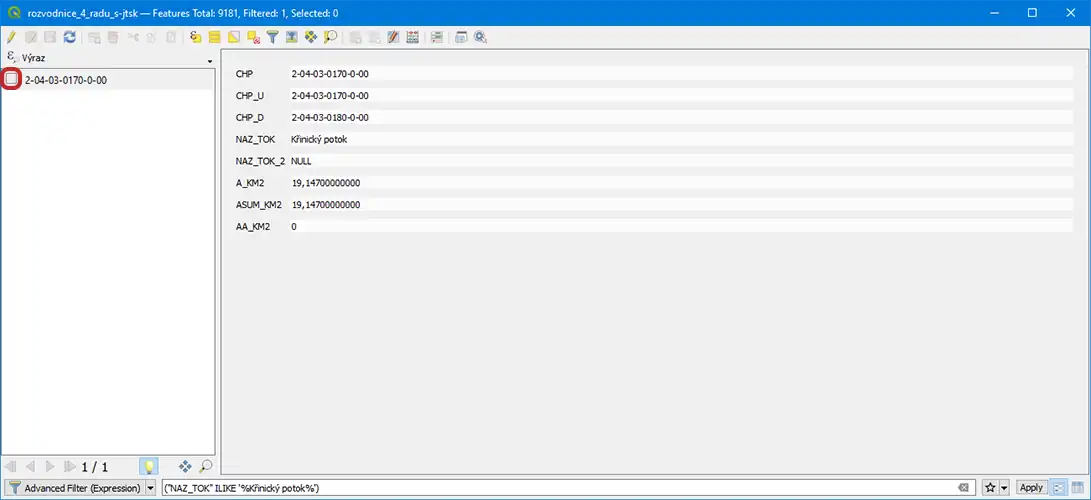 rozvodnice_4_radu_s-jtsk — Features Total: 9181, Filtered: 1, Selected: 0
Výraz
2-04-03-0170-0-00
CHP 2-04-03-0170-0-00
CHP_U 2-04-03-0170-0-00
CHP_D 2-04-03-0180-0-00
NAZ_TOK Křinický potok
NAZ_TOK_2 NULL
A_KM2 19,14700000000
ASUM_KM2 19,14700000000
AA_KM2 0
1 / 1
Advanced Filter (Expression) ("NAZ_TOK" ILIKE '%Křinický potok%') Apply